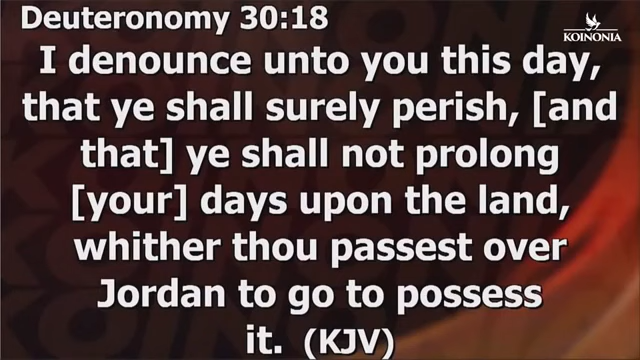 Deuteronomy 30:18
KOINONIA
I denounce unto you this day,
that ye shall surely perish, [and
that] ye shall not prolong
[your] days upon the land,
whither thou passest over
Jordan to go to possess
it. (KJV)